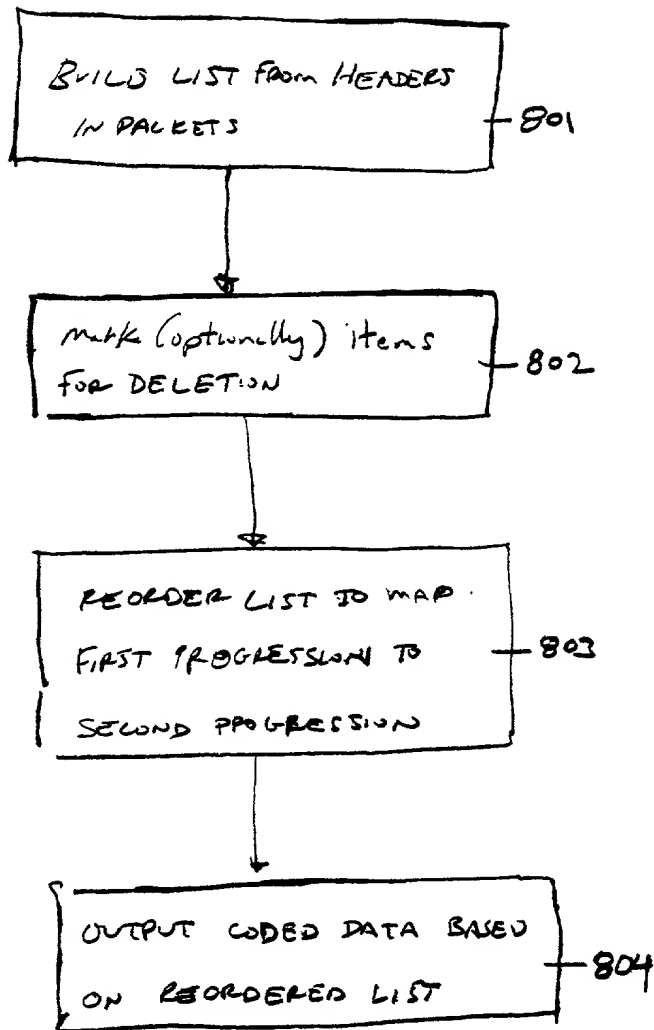 BUILD LIST FROM HEADERS
IN PACKETS
801
mark (optionally) items
FOR DELETION
802
REORDER LIST TO MAP
FIRST PROGRESSION TO
SECOND PROGRESSION
803
OUTPUT CODED DATA BASED
ON REORDERED LIST
804